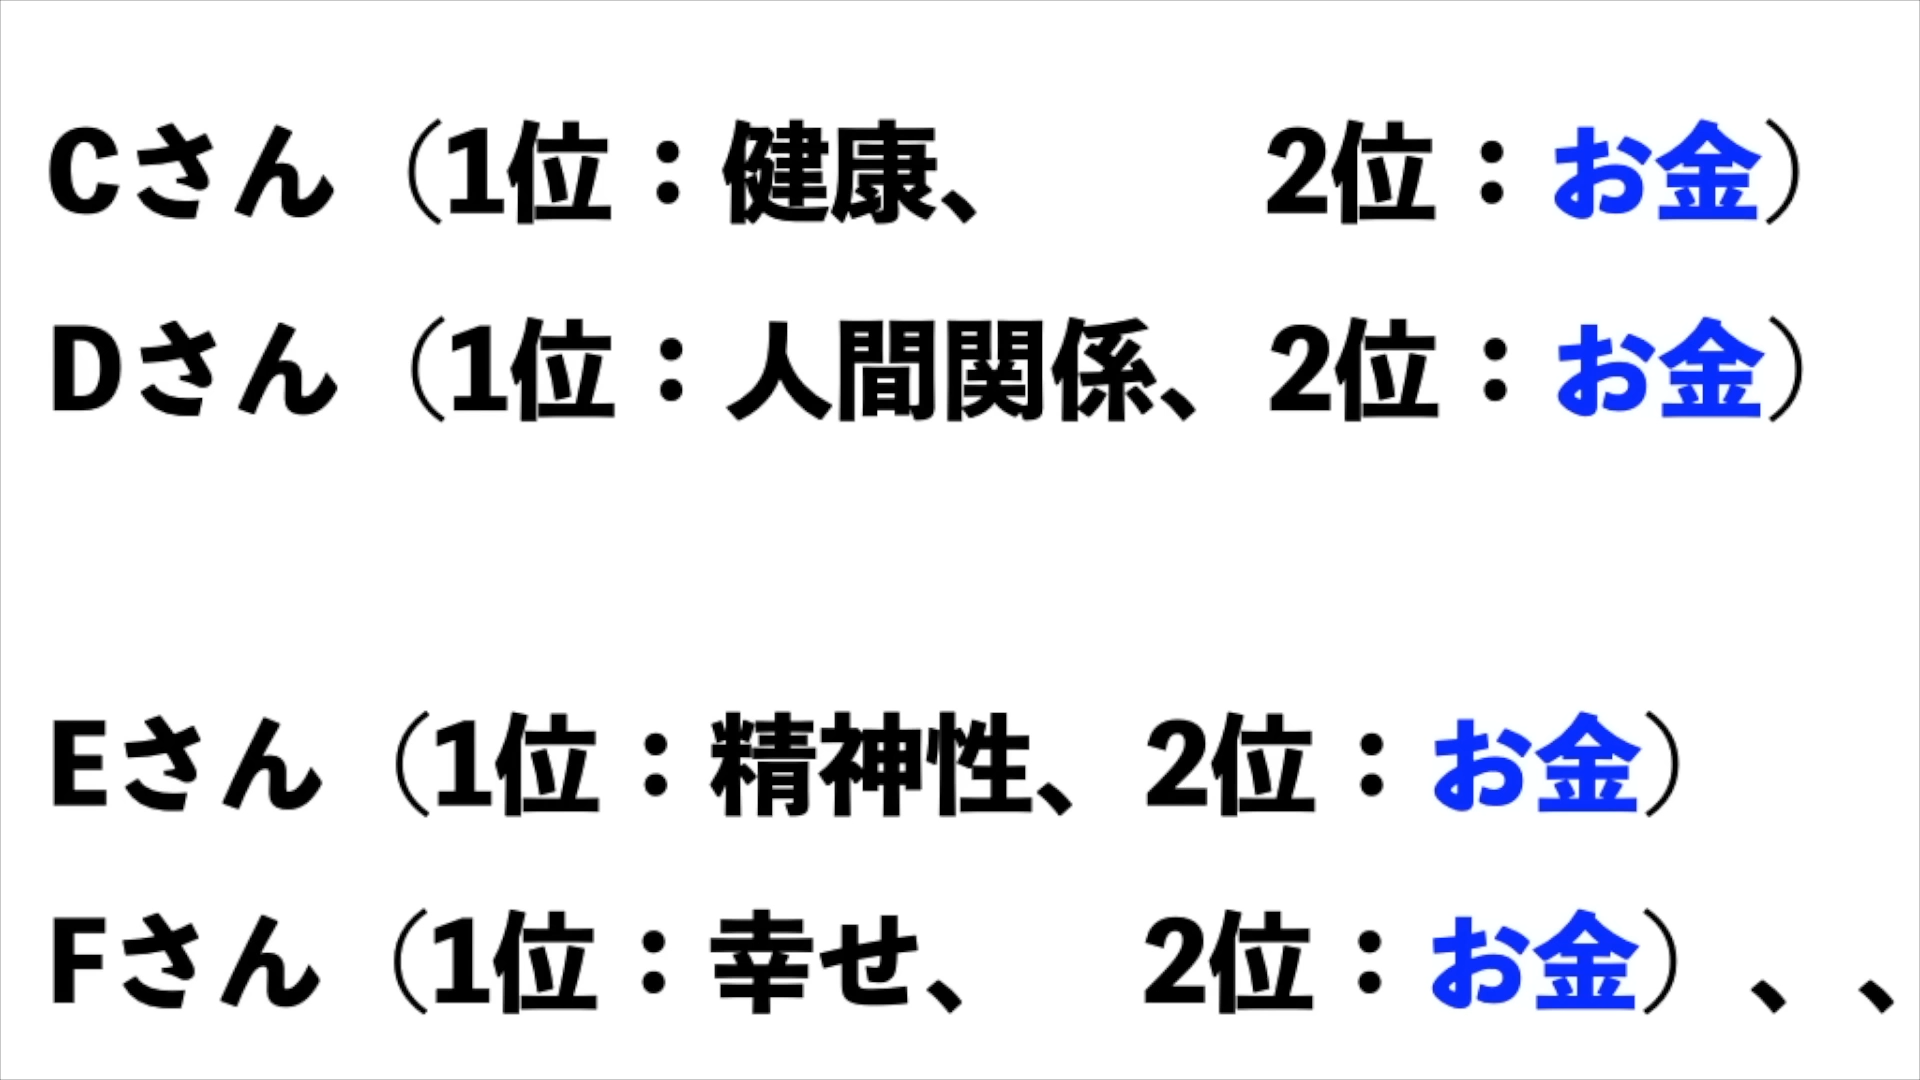 Cさん（1位：健康、　　2位：お金）
Dさん（1位：人間関係、2位：お金）
Eさん（1位：精神性、2位：お金）
Fさん（1位：幸せ、　2位：お金）、、